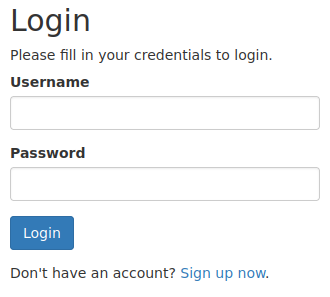 Login
Please fill in your credentials to login.
Username
Password
Login
Don't have an account? Sign up now.